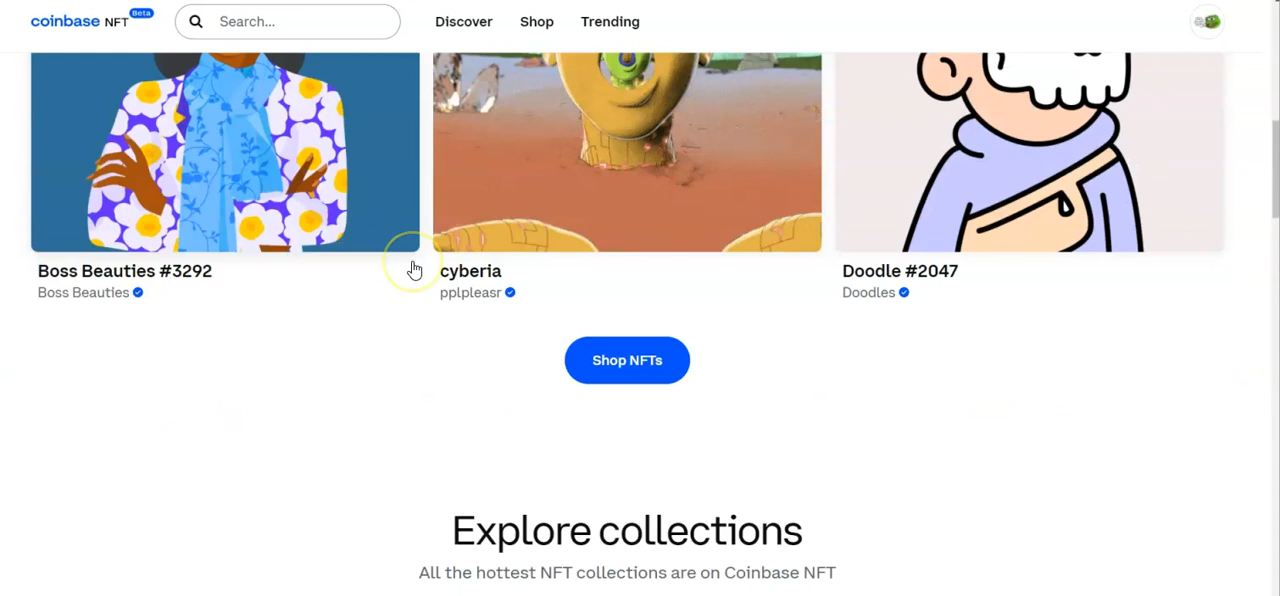 coinbase NFT Beta
Search...
Discover
Shop
Trending
Boss Beauties #3292
Boss Beauties
cyberia
pplpleasr
Doodle #2047
Doodles
Shop NFTs
Explore collections
All the hottest NFT collections are on Coinbase NFT